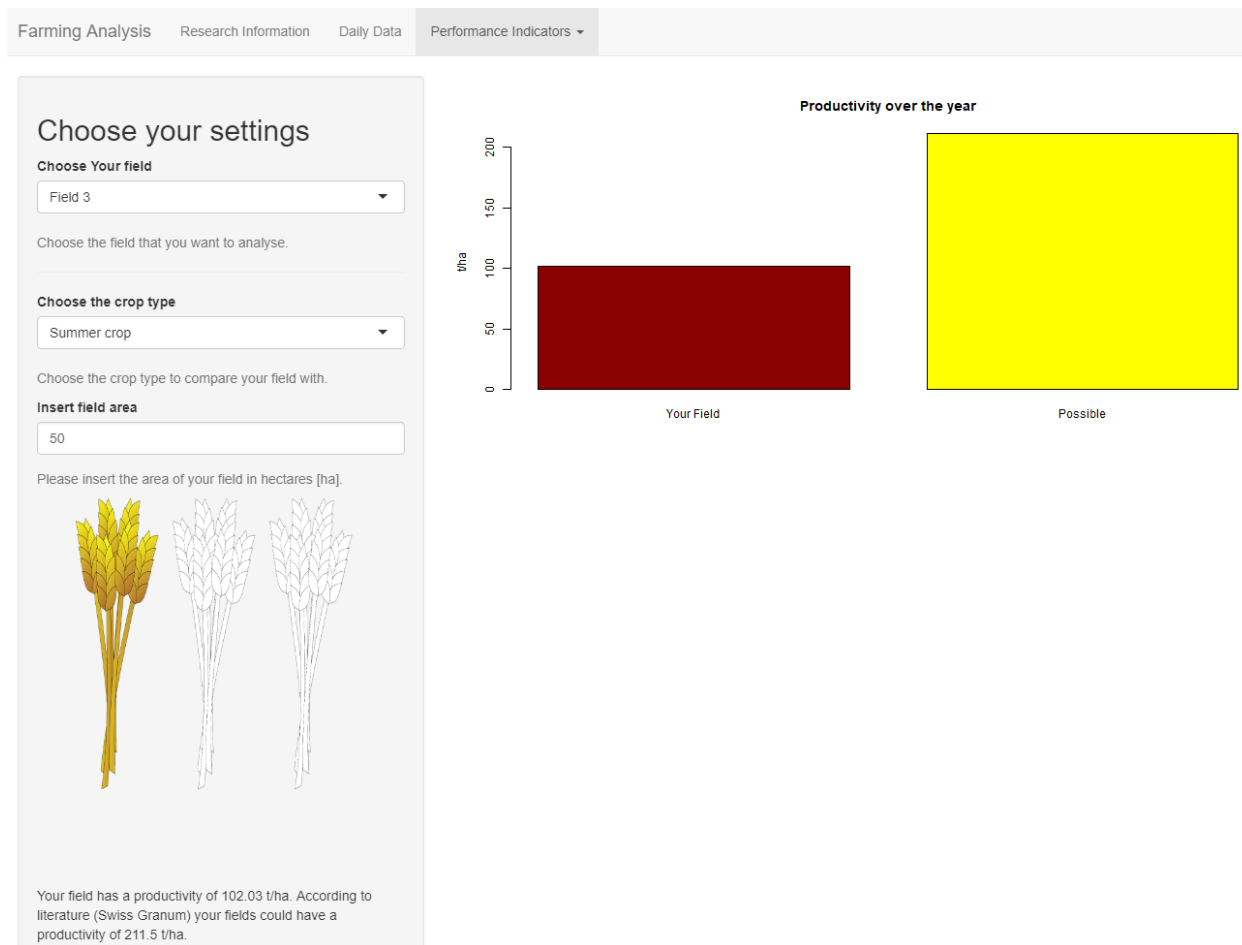 Farming Analysis Research Information Daily Data Performance Indicators
Choose your settings
Choose Your field
Field 3
Choose the field that you want to analyse.
Choose the crop type
Summer crop
Choose the crop type to compare your field with.
Insert field area
50
Please insert the area of your field in hectares [ha].
Your field has a productivity of 102.03 t/ha. According to
literature (Swiss Granum) your fields could have a
productivity of 211.5 t/ha.
Productivity over the year
t/ha
200
150
100
50
0
Your Field
Possible